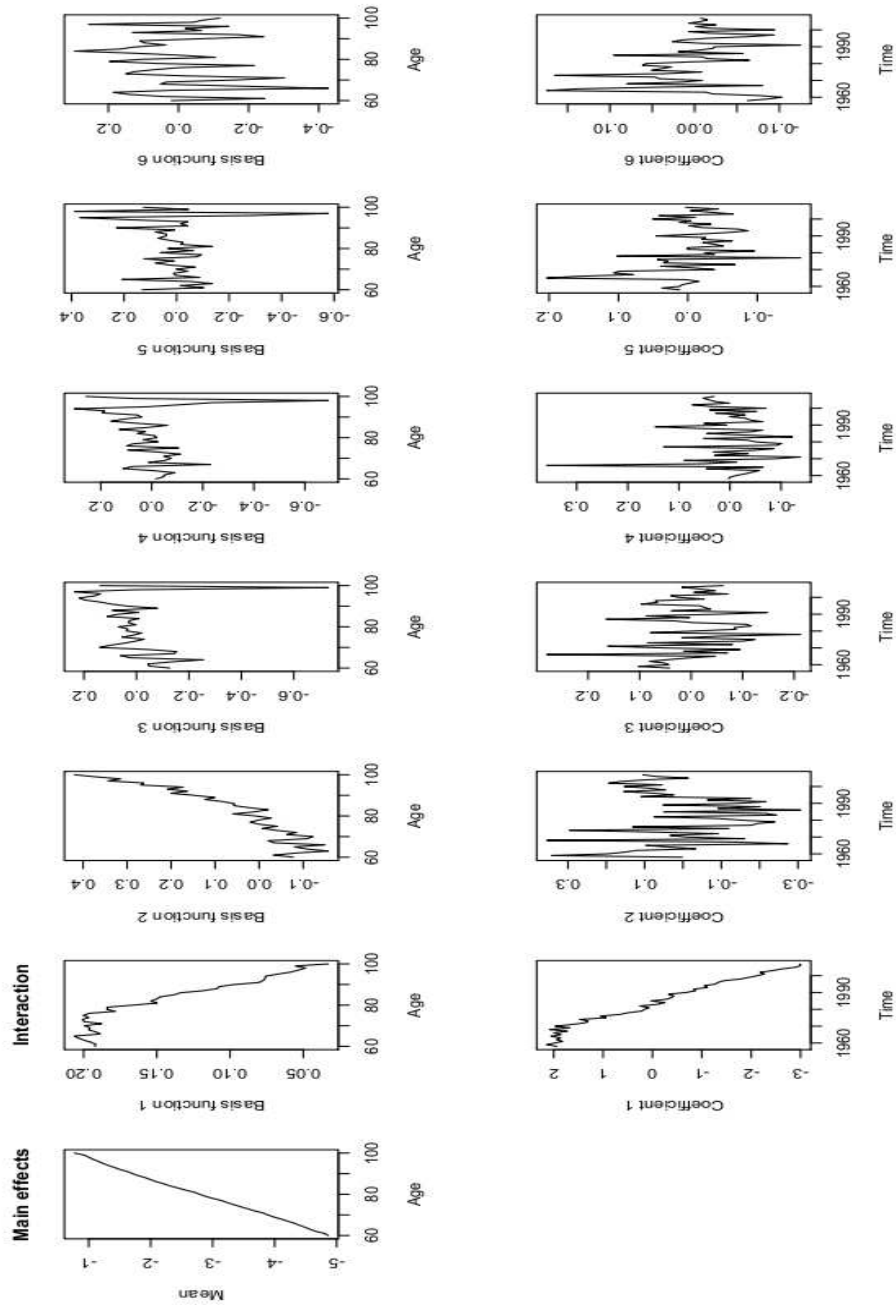 Main effects
Interaction
Mean
-1 -2 -3 -4 -5
60 80 100
Age
Basis function 1
0.20 0.15 0.10 0.05
60 80 100
Age
Basis function 2
0.4 0.3 0.2 0.1 0.0 -0.1
60 80 100
Age
Basis function 3
0.2 0.0 -0.2 -0.4 -0.6
60 80 100
Age
Basis function 4
0.2 0.0 -0.2 -0.4 -0.6
60 80 100
Age
Basis function 5
0.4 0.2 0.0 -0.2 -0.4 -0.6
60 80 100
Age
Basis function 6
0.2 0.0 -0.2 -0.4
60 80 100
Age
Coefficient 1
2 1 0 -1 -2 -3
1960 1990
Time
Coefficient 2
0.3 0.1 -0.1 -0.3
1960 1990
Time
Coefficient 3
0.2 0.0 -0.1 -0.2
1960 1990
Time
Coefficient 4
0.3 0.2 0.1 0.0 -0.1
1960 1990
Time
Coefficient 5
0.2 0.1 0.0 -0.1
1960 1990
Time
Coefficient 6
0.10 0.00 -0.10
1960 1990
Time